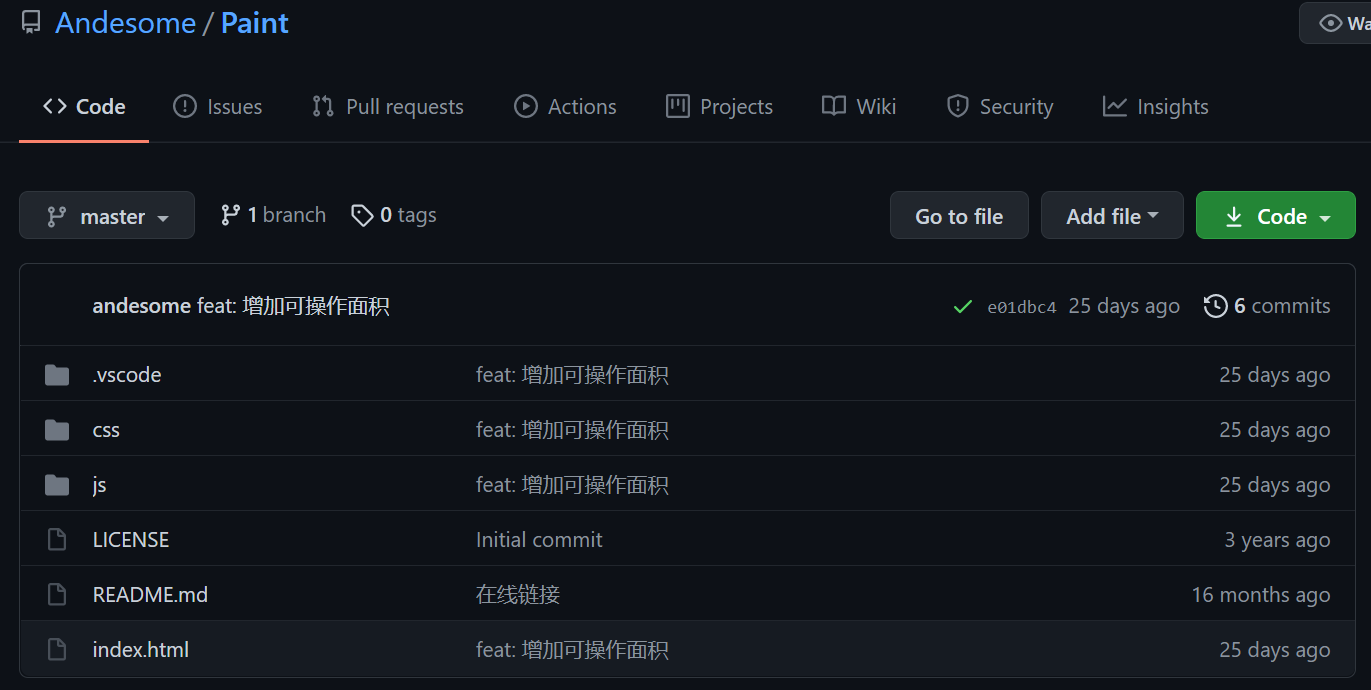 Andesome / Paint
Wa
Code Issues Pull requests Actions Projects Wiki Security Insights
master 1 branch 0 tags Go to file Add file Code
andesome feat: 增加可操作面积 e01dbc4 25 days ago 6 commits
.vscode feat: 增加可操作面积 25 days ago
css feat: 增加可操作面积 25 days ago
js feat: 增加可操作面积 25 days ago
LICENSE Initial commit 3 years ago
README.md 在线链接 16 months ago
index.html feat: 增加可操作面积 25 days ago